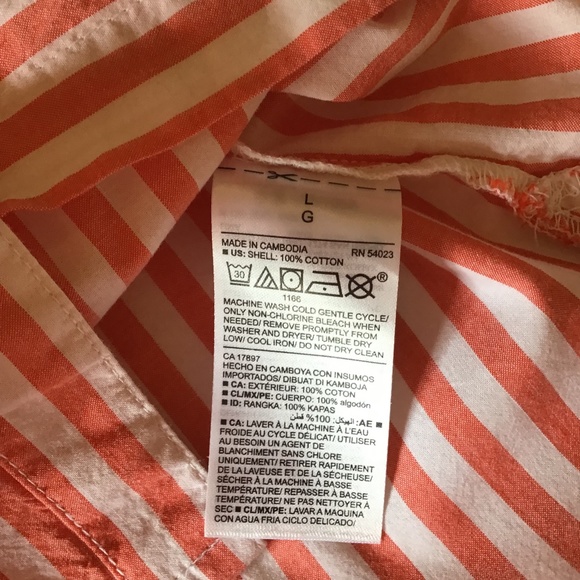 L
G
MADE IN CAMBODIA RN 54023
■ US: SHELL: 100% COTTON
30
®
1166
MACHINE WASH COLD GENTLE CYCLE/
ONLY NON-CHLORINE BLEACH WHEN
NEEDED/ REMOVE PROMPTLY FROM
WASHER AND DRYER/ TUMBLE DRY
LOW/ COOL IRON/ DO NOT DRY CLEAN
CA 17897
HECHO EN CAMBOYA CON INSUMOS
IMPORTADOS/ DIBUAT DI KAMBOJA
■ CA: EXTÉRIEUR: 100% COTON
■ CL/MX/PE: CUERPO: 100% algodón
■ ID: RANGKA: 100% KAPAS
■ AE: الهيكل: 100% قطن
■ CA: LAVER À LA MACHINE À L'EAU
FROIDE AU CYCLE DÉLICAT/ UTILISER
AU BESOIN UN AGENT DE
BLANCHIMENT SANS CHLORE
UNIQUEMENT/ RETIRER RAPIDEMENT
DE LA LAVEUSE ET DE LA SÉCHEUSE/
SÉCHER À LA MACHINE À BASSE
TEMPÉRATURE/ REPASSER À BASSE
TEMPÉRATURE/ NE PAS NETTOYER À
SEC ■ CL/MX/PE: LAVAR A MAQUINA
CON AGUA FRIA CICLO DELICADO/